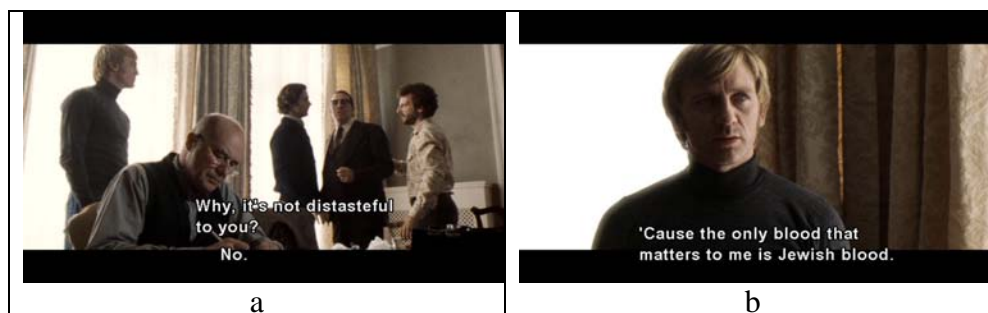 Why, it's not distasteful
to you?
No.
'Cause the only blood that
matters to me is Jewish blood.
a
b